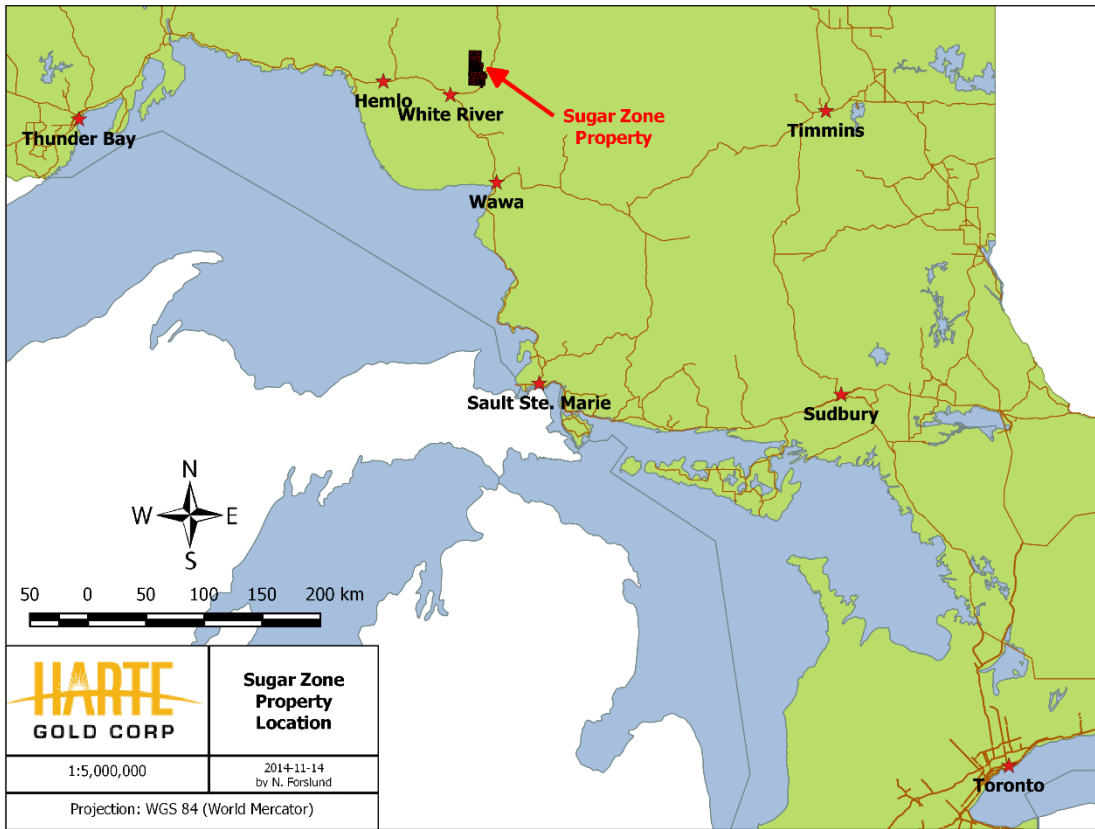 Hemlo
White River
Thunder Bay
Sugar Zone
Property
Timmins
Wawa
Sault Ste. Marie
Sudbury
N
W
E
S
50 0 50 100 150 200 km
HARTE
GOLD CORP
Sugar Zone
Property
Location
1:5,000,000
2014-11-14
by N. Forslund
Projection: WGS 84 (World Mercator)
Toronto